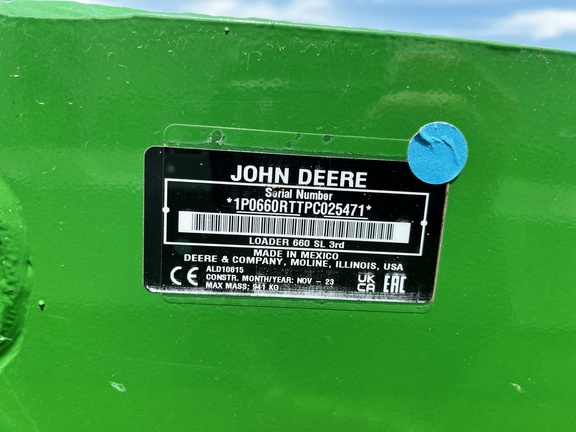 JOHN DEERE
Serial Number
*1P0660RTTPC025471*
LOADER 660 SL 3rd
MADE IN MEXICO
DEERE & COMPANY, MOLINE, ILLINOIS, USA
ALD10815
CONSTR. MONTH/YEAR: NOV - 23
MAX MASS: 941 KG
CE
UK
CA
EAC